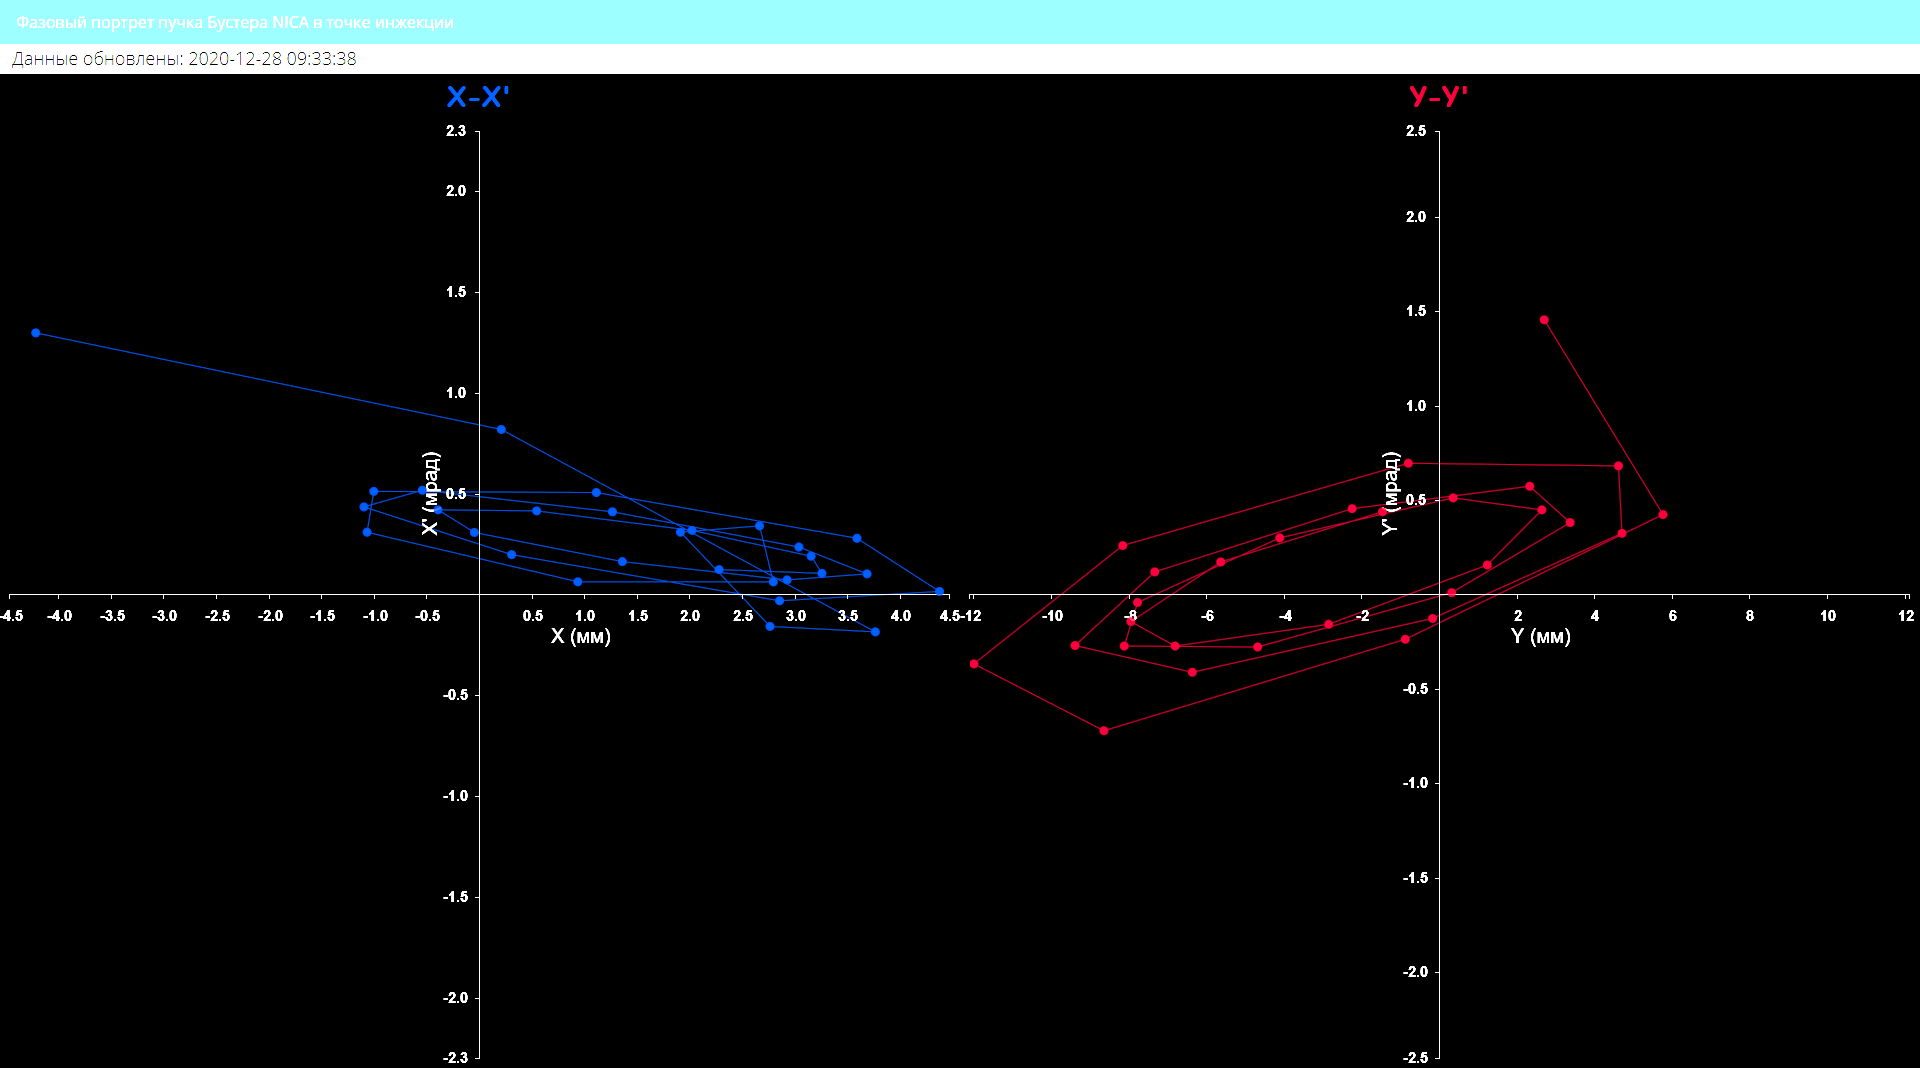 Фазовый портрет пучка Бустера NICA в точке инжекции
Данные обновлены: 2020-12-28 09:33:38
X-X'
2.3
2.0
1.5
1.0
0.5
-0.5
-1.0
-1.5
-2.0
-2.3
X' (мрад)
-4.5 -4.0 -3.5 -3.0 -2.5 -2.0 -1.5 -1.0 -0.5 0.5 1.0 1.5 2.0 2.5 3.0 3.5 4.0 4.5
X (мм)
Y-Y'
2.5
2.0
1.5
1.0
0.5
-0.5
-1.0
-1.5
-2.0
-2.5
Y' (мрад)
-12 -10 -8 -6 -4 -2 2 4 6 8 10 12
Y (мм)